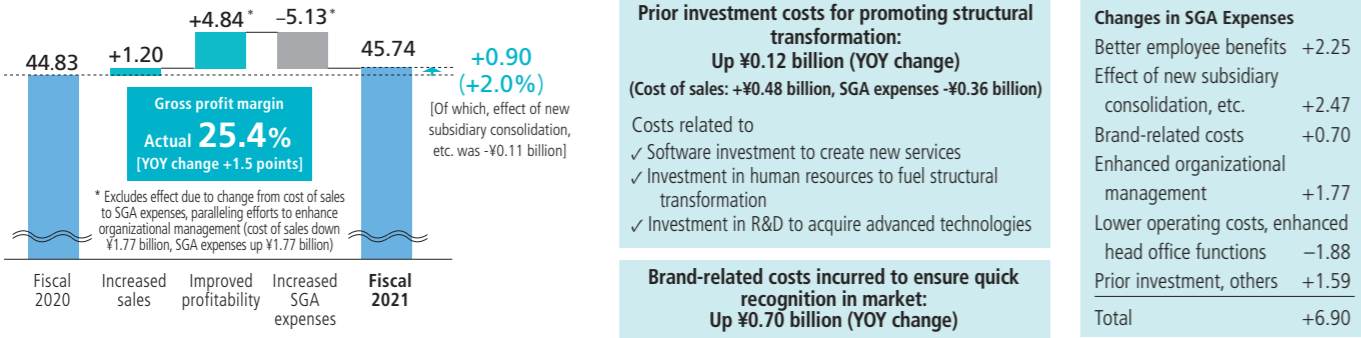 +4.84 *
–5.13 *
44.83
+1.20
45.74
+0.90
(+2.0%)
[Of which, effect of new
subsidiary consolidation,
etc. was -¥0.11 billion]
Gross profit margin
Actual 25.4%
[YOY change +1.5 points]
* Excludes effect due to change from cost of sales
to SGA expenses, paralleling efforts to enhance
organizational management (cost of sales down
¥1.77 billion, SGA expenses up ¥1.77 billion)
Fiscal
2020
Increased
sales
Improved
profitability
Increased
SGA
expenses
Fiscal
2021
Prior investment costs for promoting structural
transformation:
Up ¥0.12 billion (YOY change)
(Cost of sales: +¥0.48 billion, SGA expenses -¥0.36 billion)
Costs related to
✓ Software investment to create new services
✓ Investment in human resources to fuel structural
transformation
✓ Investment in R&D to acquire advanced technologies
Brand-related costs incurred to ensure quick
recognition in market:
Up ¥0.70 billion (YOY change)
Changes in SGA Expenses
Better employee benefits +2.25
Effect of new subsidiary
consolidation, etc. +2.47
Brand-related costs +0.70
Enhanced organizational
management +1.77
Lower operating costs, enhanced
head office functions –1.88
Prior investment, others +1.59
Total +6.90